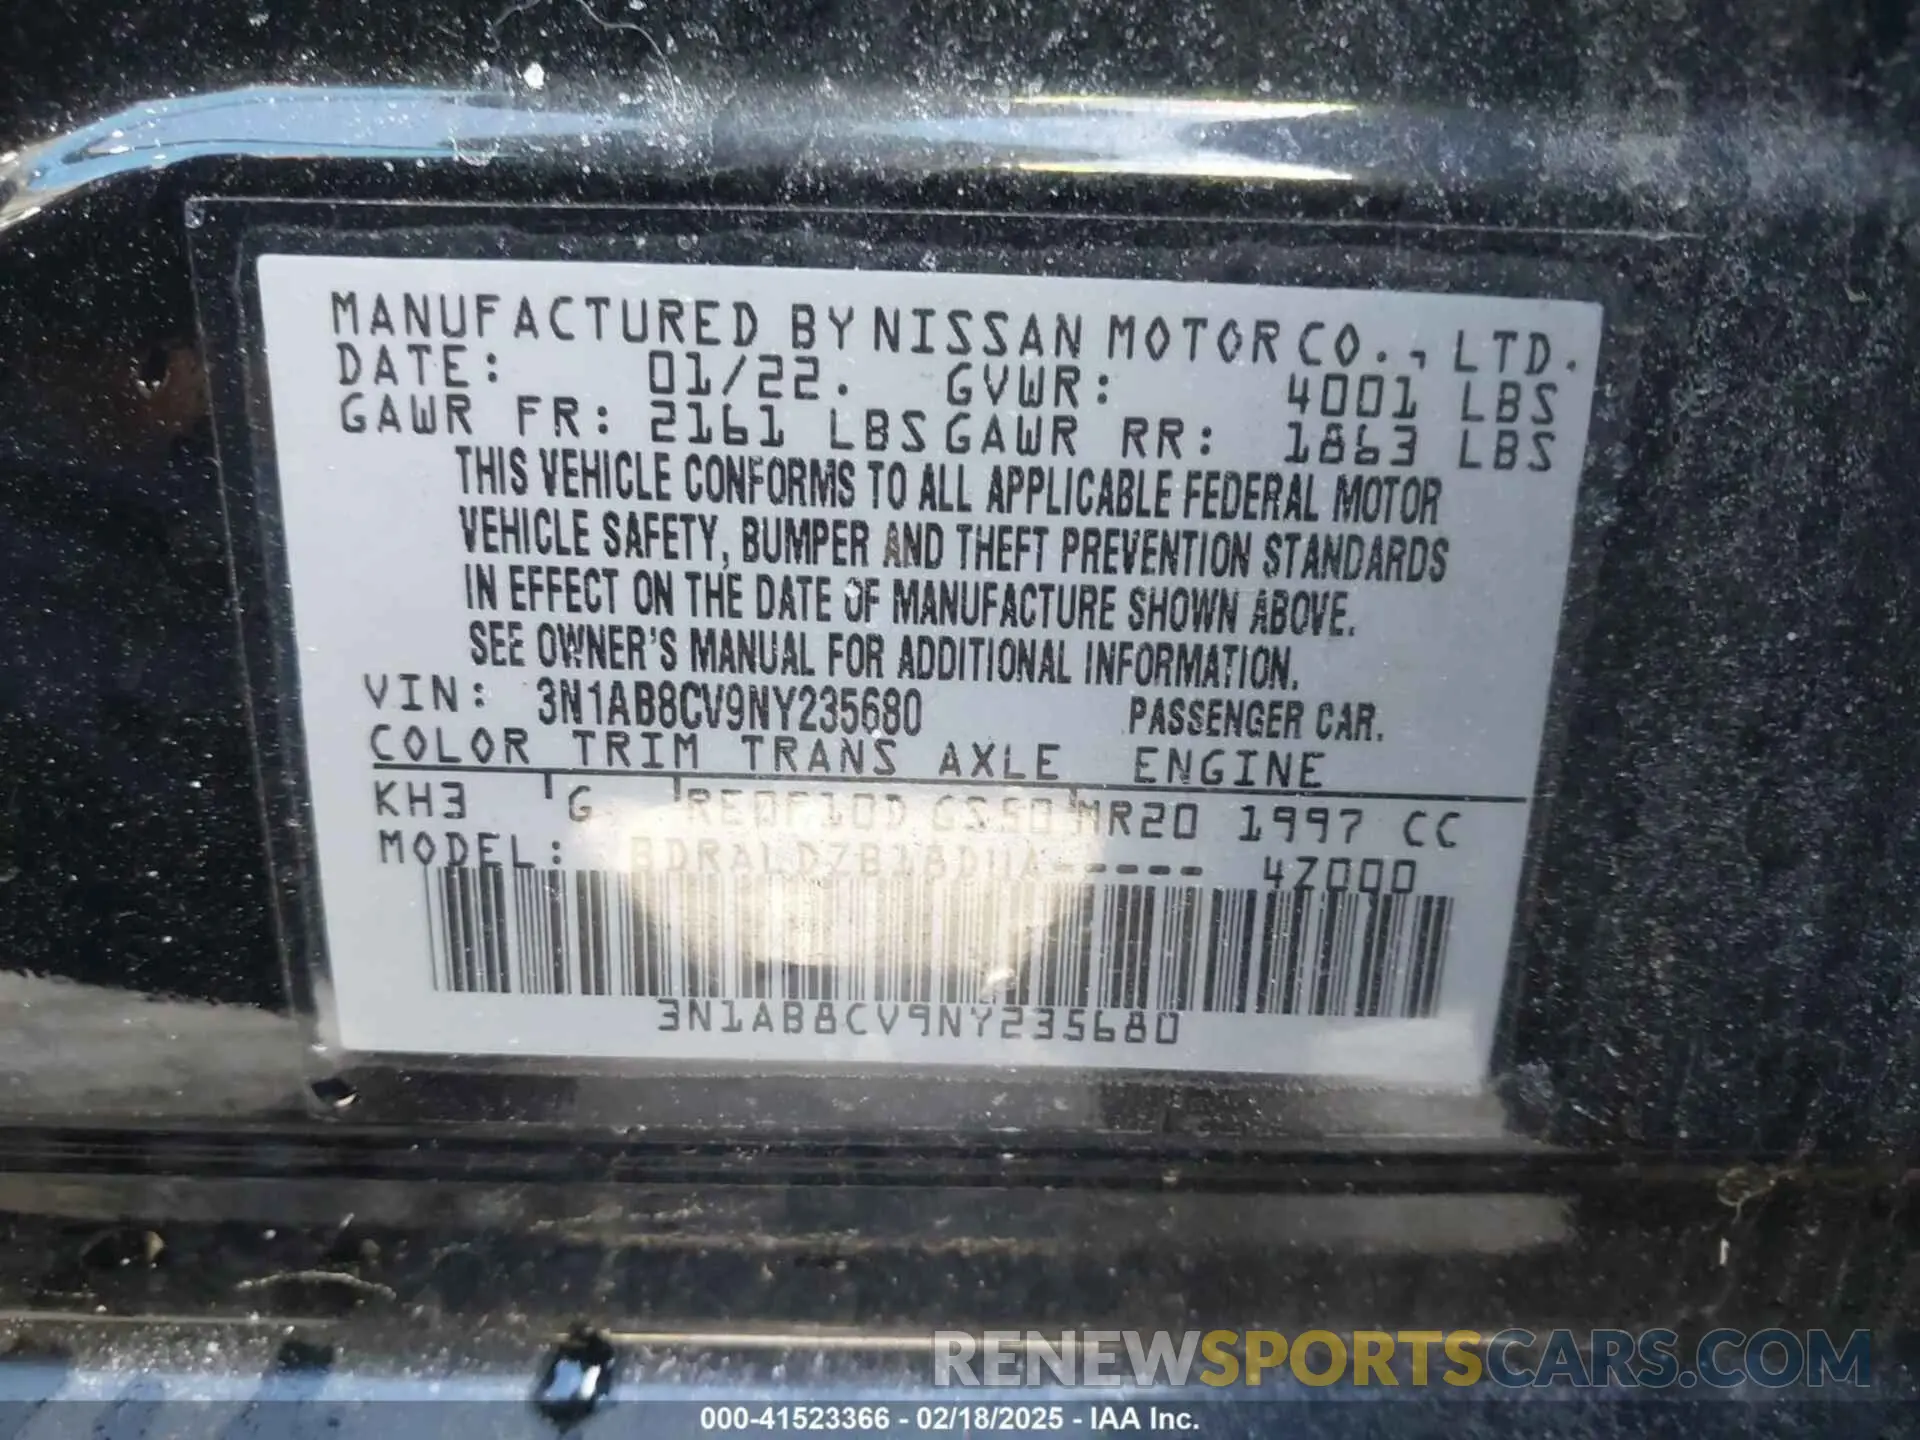 MANUFACTURED BY NISSAN MOTOR CO., LTD.
DATE: 01/22. GVWR: 4001 LBS
GAWR FR: 2161 LBS GAWR RR: 1863 LBS
THIS VEHICLE CONFORMS TO ALL APPLICABLE FEDERAL MOTOR
VEHICLE SAFETY, BUMPER AND THEFT PREVENTION STANDARDS
IN EFFECT ON THE DATE OF MANUFACTURE SHOWN ABOVE.
SEE OWNER'S MANUAL FOR ADDITIONAL INFORMATION.
VIN: 3N1AB8CV9NY235680 PASSENGER CAR.
COLOR TRIM TRANS AXLE ENGINE
KH3 G RE0F10D MR20 1997 CC
MODEL: 4Z000
3N1AB8CV9NY235680
RENEWSPORTSCARS.COM
000-41523366 - 02/18/2025 - IAA Inc.